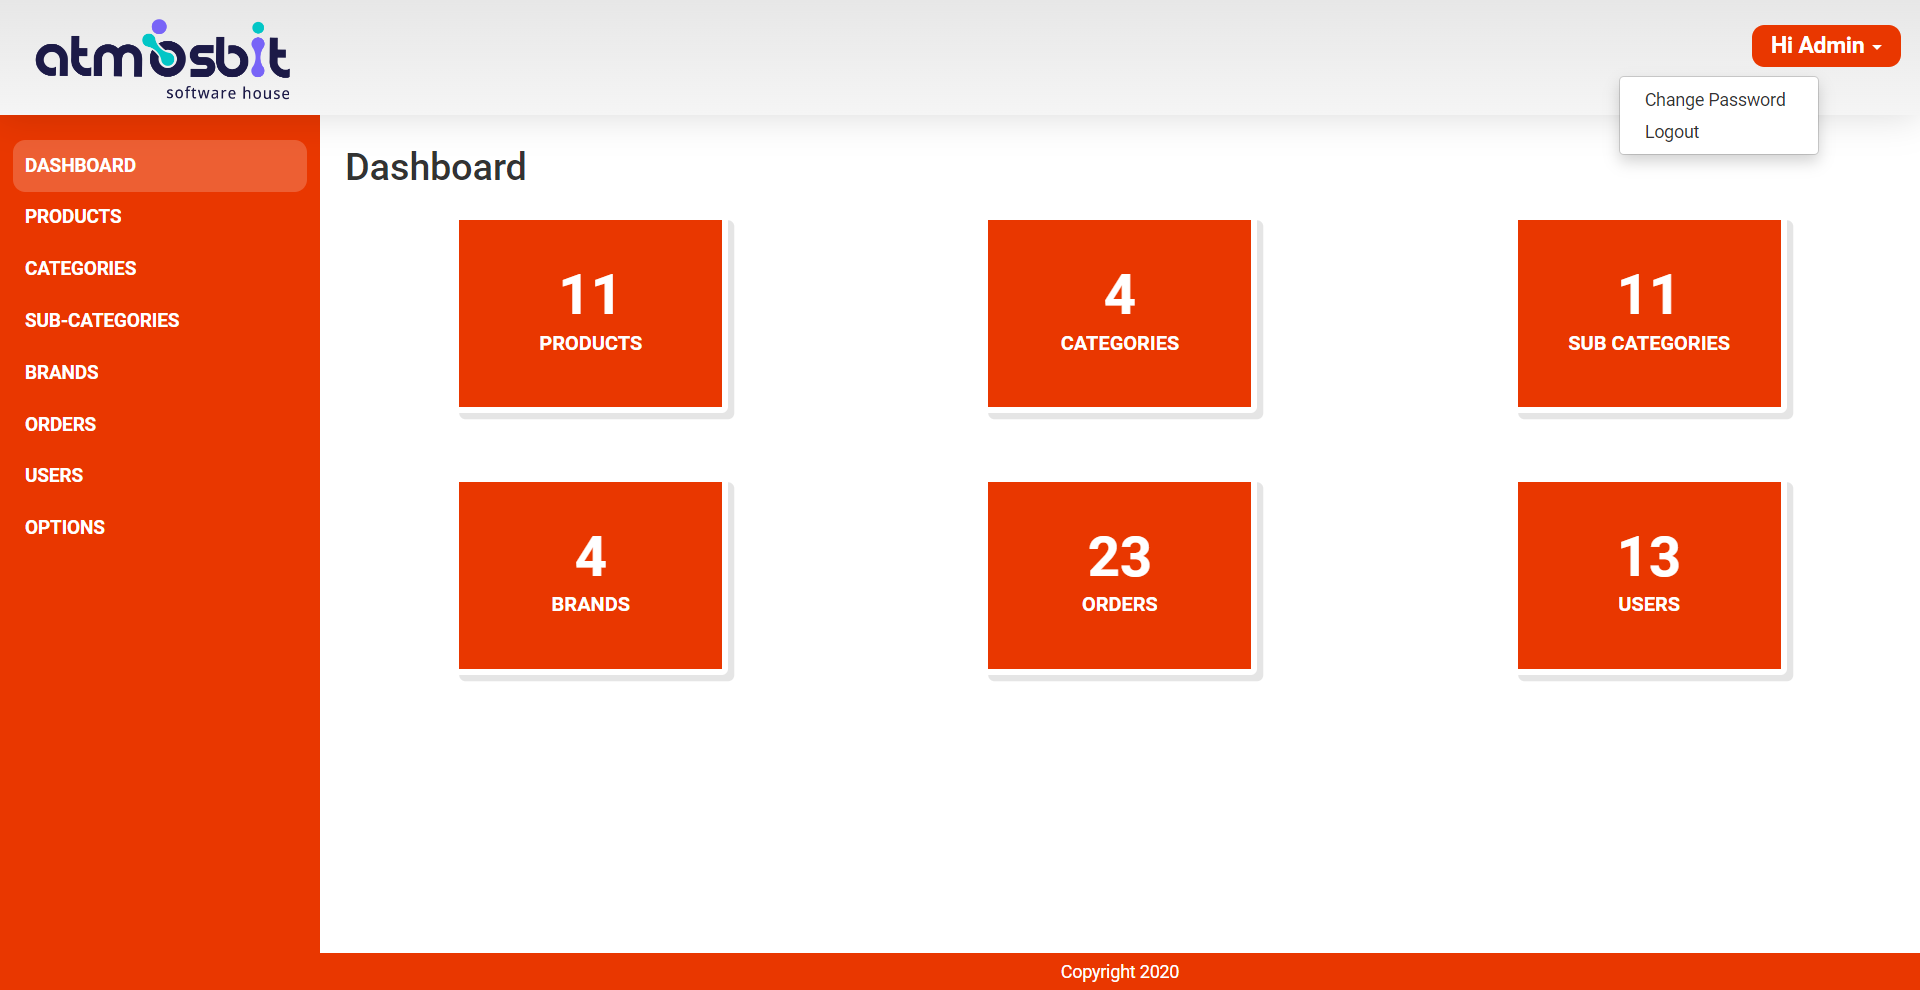 atmosbit
software house
Hi Admin
Change Password
Logout
DASHBOARD
PRODUCTS
CATEGORIES
SUB-CATEGORIES
BRANDS
ORDERS
USERS
OPTIONS
Dashboard
11
PRODUCTS
4
CATEGORIES
11
SUB CATEGORIES
4
BRANDS
23
ORDERS
13
USERS
Copyright 2020